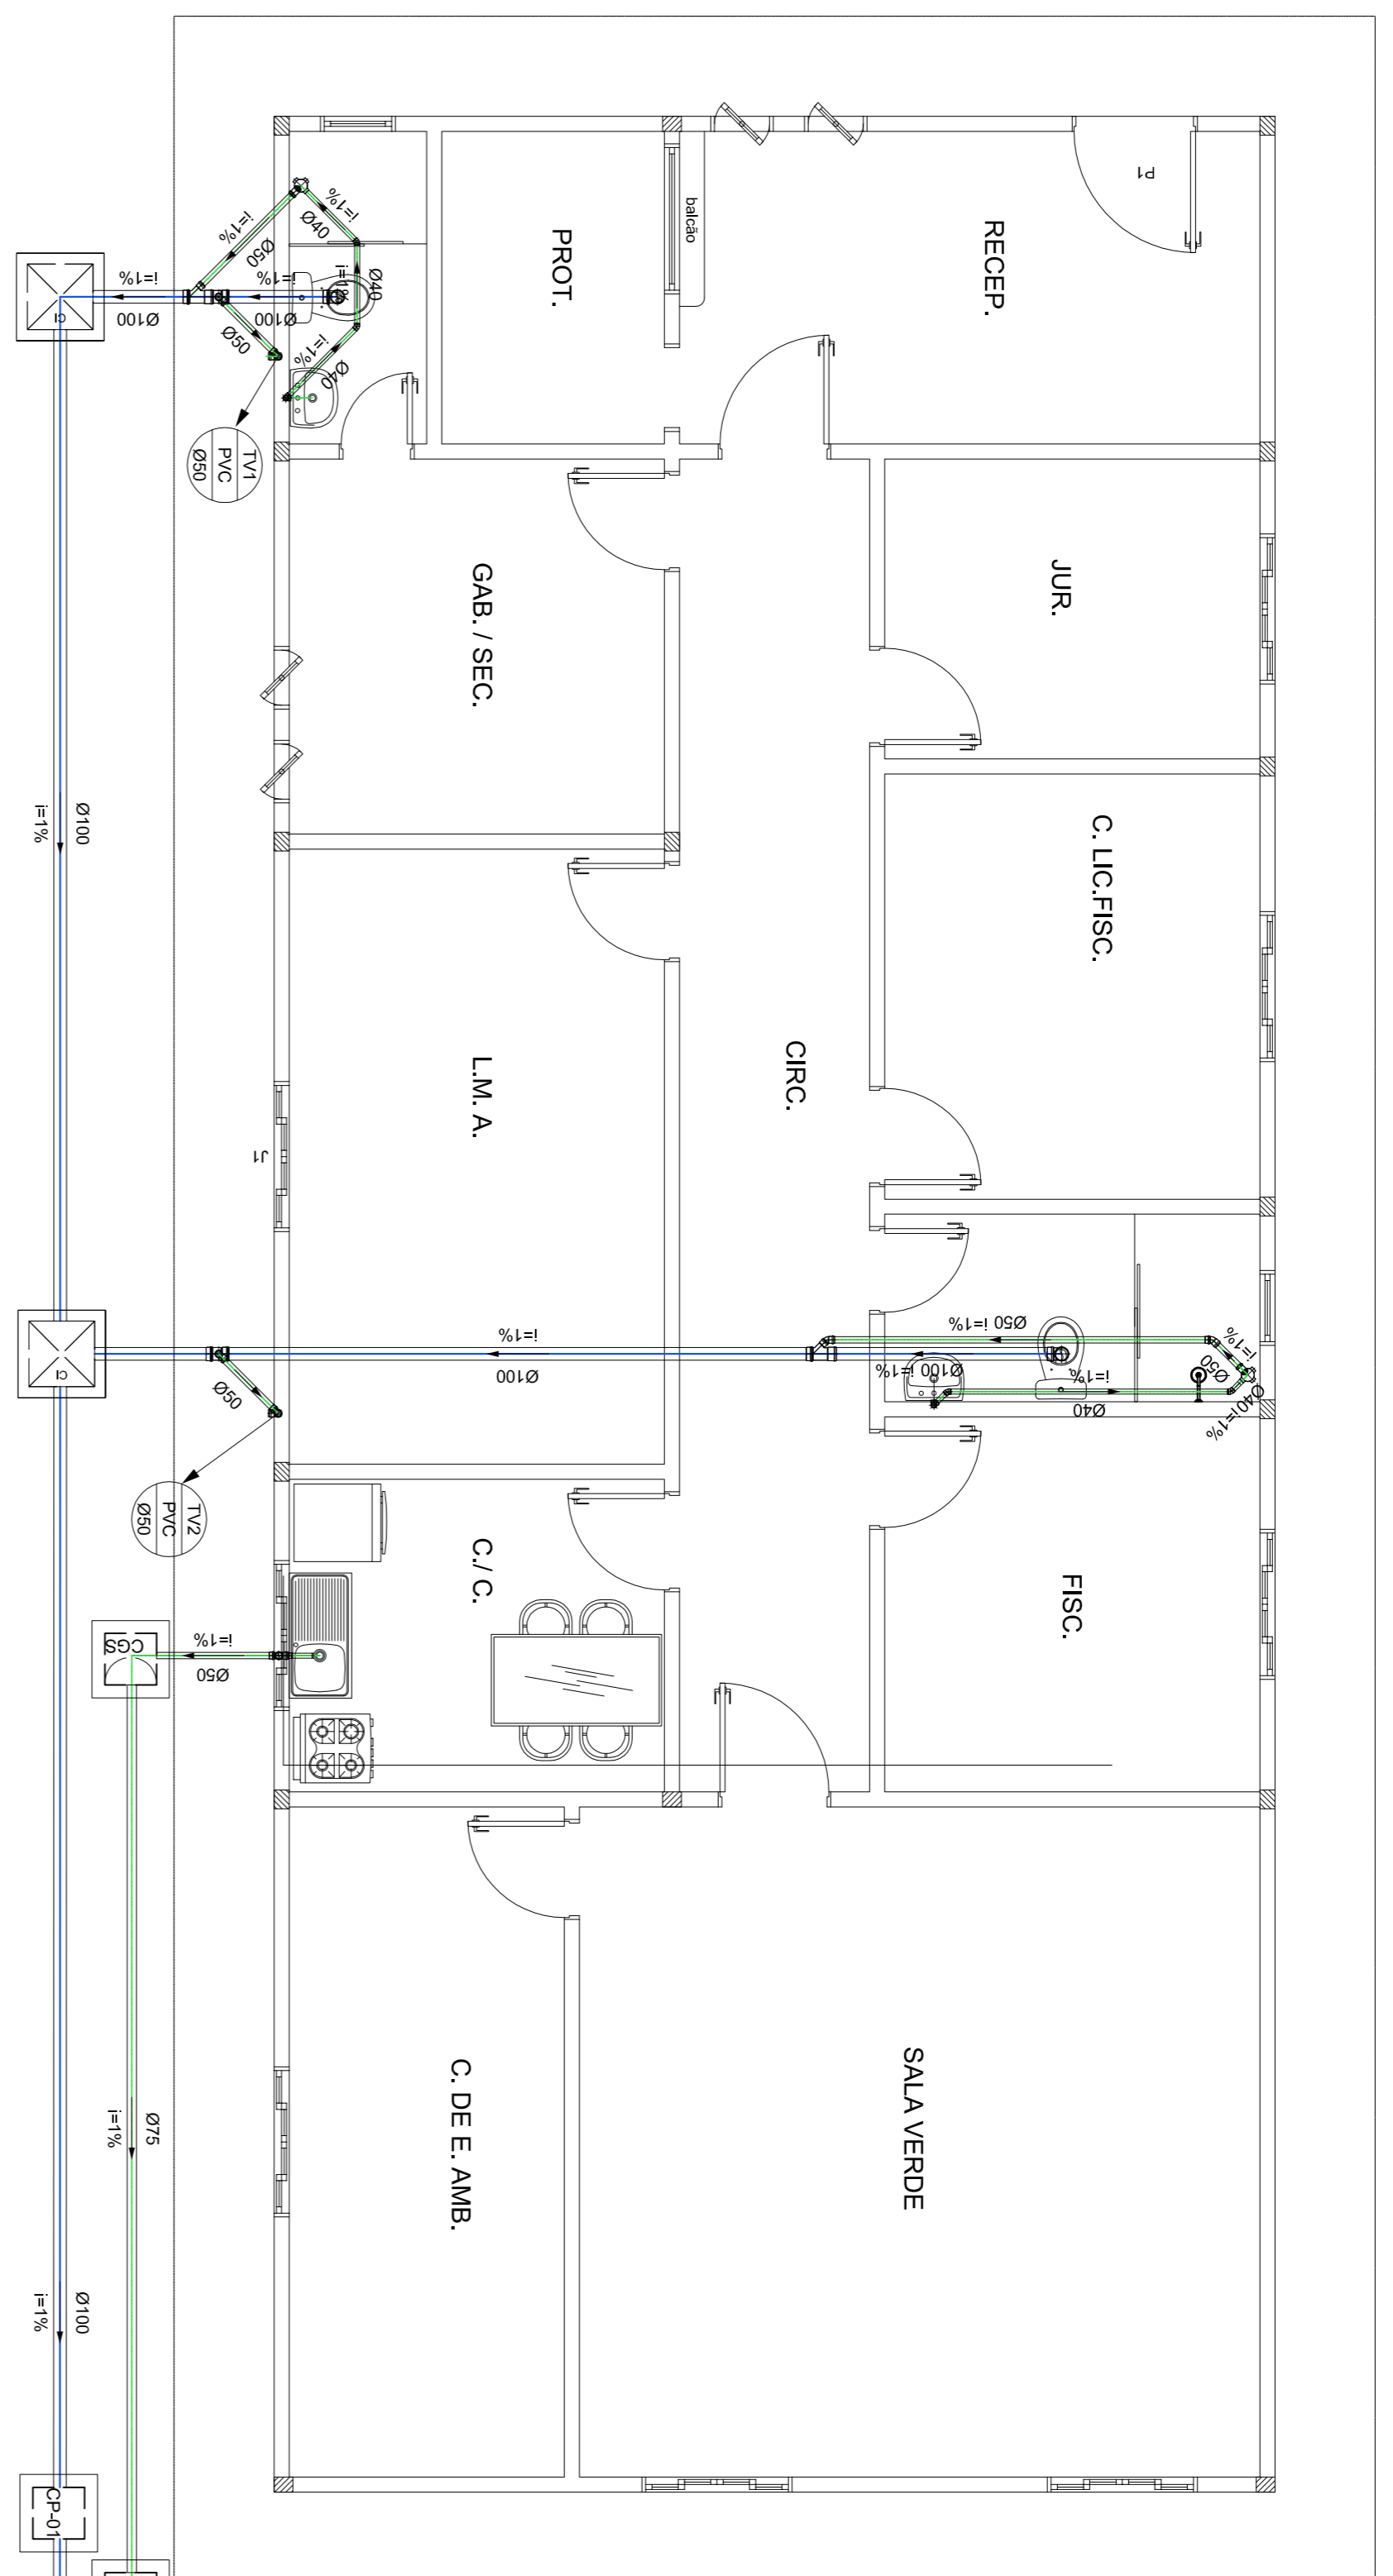 P1
balcão
RECEP.
PROT.
i=1%
Ø40
i=1%
Ø50
i=1%
Ø100
i=1%
Ø100
i=1%
Ø40
Ø50
i=1%
Ø40
CI
TV1
PVC
Ø50
JUR.
GAB. / SEC.
Ø100
i=1%
C. LIC.FISC.
CIRC.
L.M. A.
J1
Ø50 i=1%
i=1%
Ø50
Ø40 i=1%
Ø100 i=1%
i=1%
Ø40
i=1%
Ø100
CI
Ø50
TV2
PVC
Ø50
C./ C.
FISC.
CGS
i=1%
Ø50
SALA VERDE
C. DE E. AMB.
Ø75
i=1%
Ø100
i=1%
CP-01